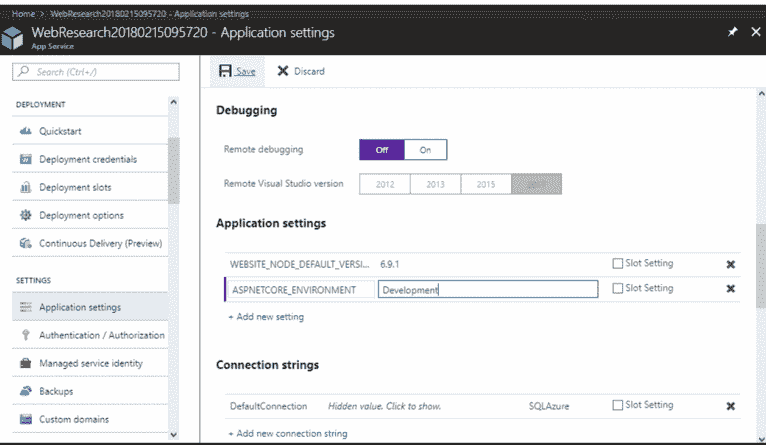 Home > WebResearch20180215095720 - Application settings
WebResearch20180215095720 - Application settings
App Service
Search (Ctrl+/)
Save
Discard
DEPLOYMENT
Quickstart
Deployment credentials
Deployment slots
Deployment options
Continuous Delivery (Preview)
SETTINGS
Application settings
Authentication / Authorization
Managed service identity
Backups
Custom domains
Debugging
Remote debugging Off On
Remote Visual Studio version 2012 2013 2015
Application settings
WEBSITE_NODE_DEFAULT_VERSI... 6.9.1 Slot Setting
ASPNETCORE_ENVIRONMENT Development Slot Setting
+ Add new setting
Connection strings
DefaultConnection Hidden value. Click to show. SQLAzure Slot Setting
+ Add new connection string